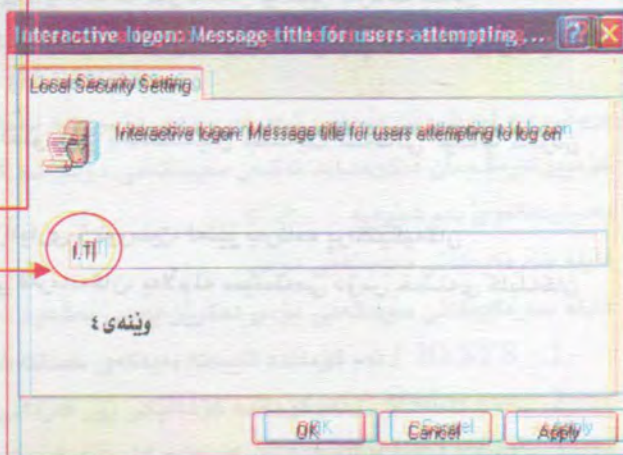 Interactive logon: Message title for users attempting ...
Local Security Setting
Interactive logon: Message title for users attempting to log on
I.T
وێنەی ٤
OK Cancel Apply